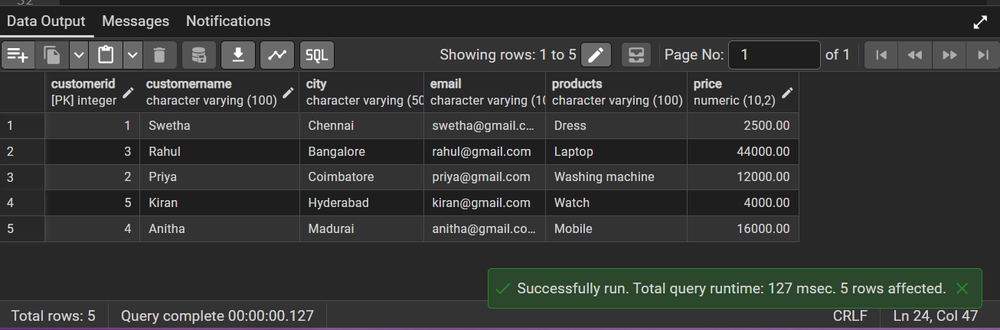 32
Data Output Messages Notifications
SQL Showing rows: 1 to 5 Page No: 1 of 1
customerid customername city email products price
[PK] integer character varying (100) character varying (50 character varying (10 character varying (100) numeric (10,2)
1 1 Swetha Chennai swetha@gmail.c... Dress 2500.00
2 3 Rahul Bangalore rahul@gmail.com Laptop 44000.00
3 2 Priya Coimbatore priya@gmail.com Washing machine 12000.00
4 5 Kiran Hyderabad kiran@gmail.com Watch 4000.00
5 4 Anitha Madurai anitha@gmail.co... Mobile 16000.00
Successfully run. Total query runtime: 127 msec. 5 rows affected.
Total rows: 5 Query complete 00:00:00.127 CRLF Ln 24, Col 47